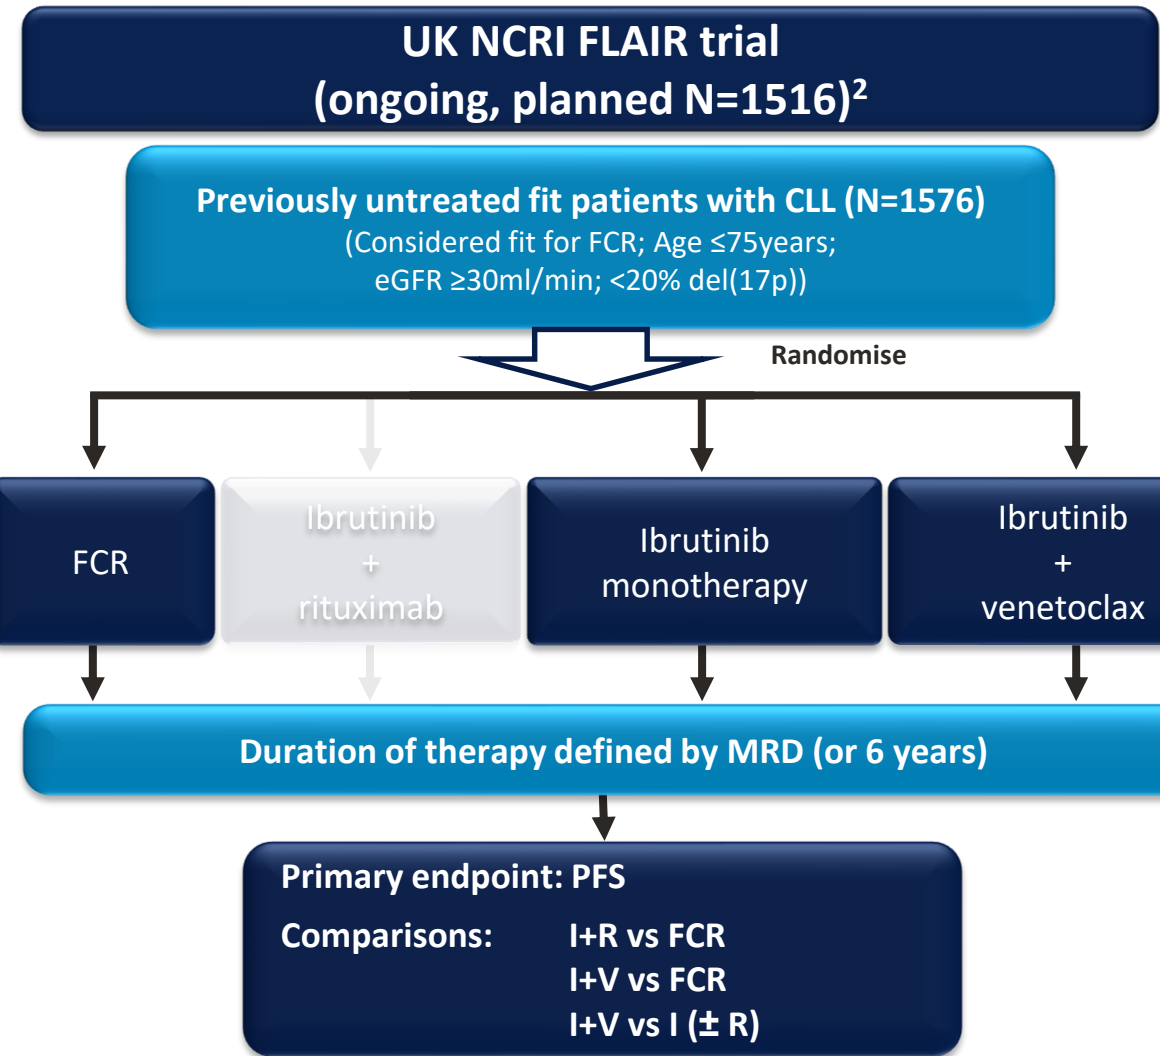 UK NCRI FLAIR trial
(ongoing, planned N=1516)²
Previously untreated fit patients with CLL (N=1576)
(Considered fit for FCR; Age ≤75years;
eGFR ≥30ml/min; <20% del(17p))
Randomise
FCR
Ibrutinib
+
rituximab
Ibrutinib
monotherapy
Ibrutinib
+
venetoclax
Duration of therapy defined by MRD (or 6 years)
Primary endpoint: PFS
Comparisons: I+R vs FCR
I+V vs FCR
I+V vs I (± R)